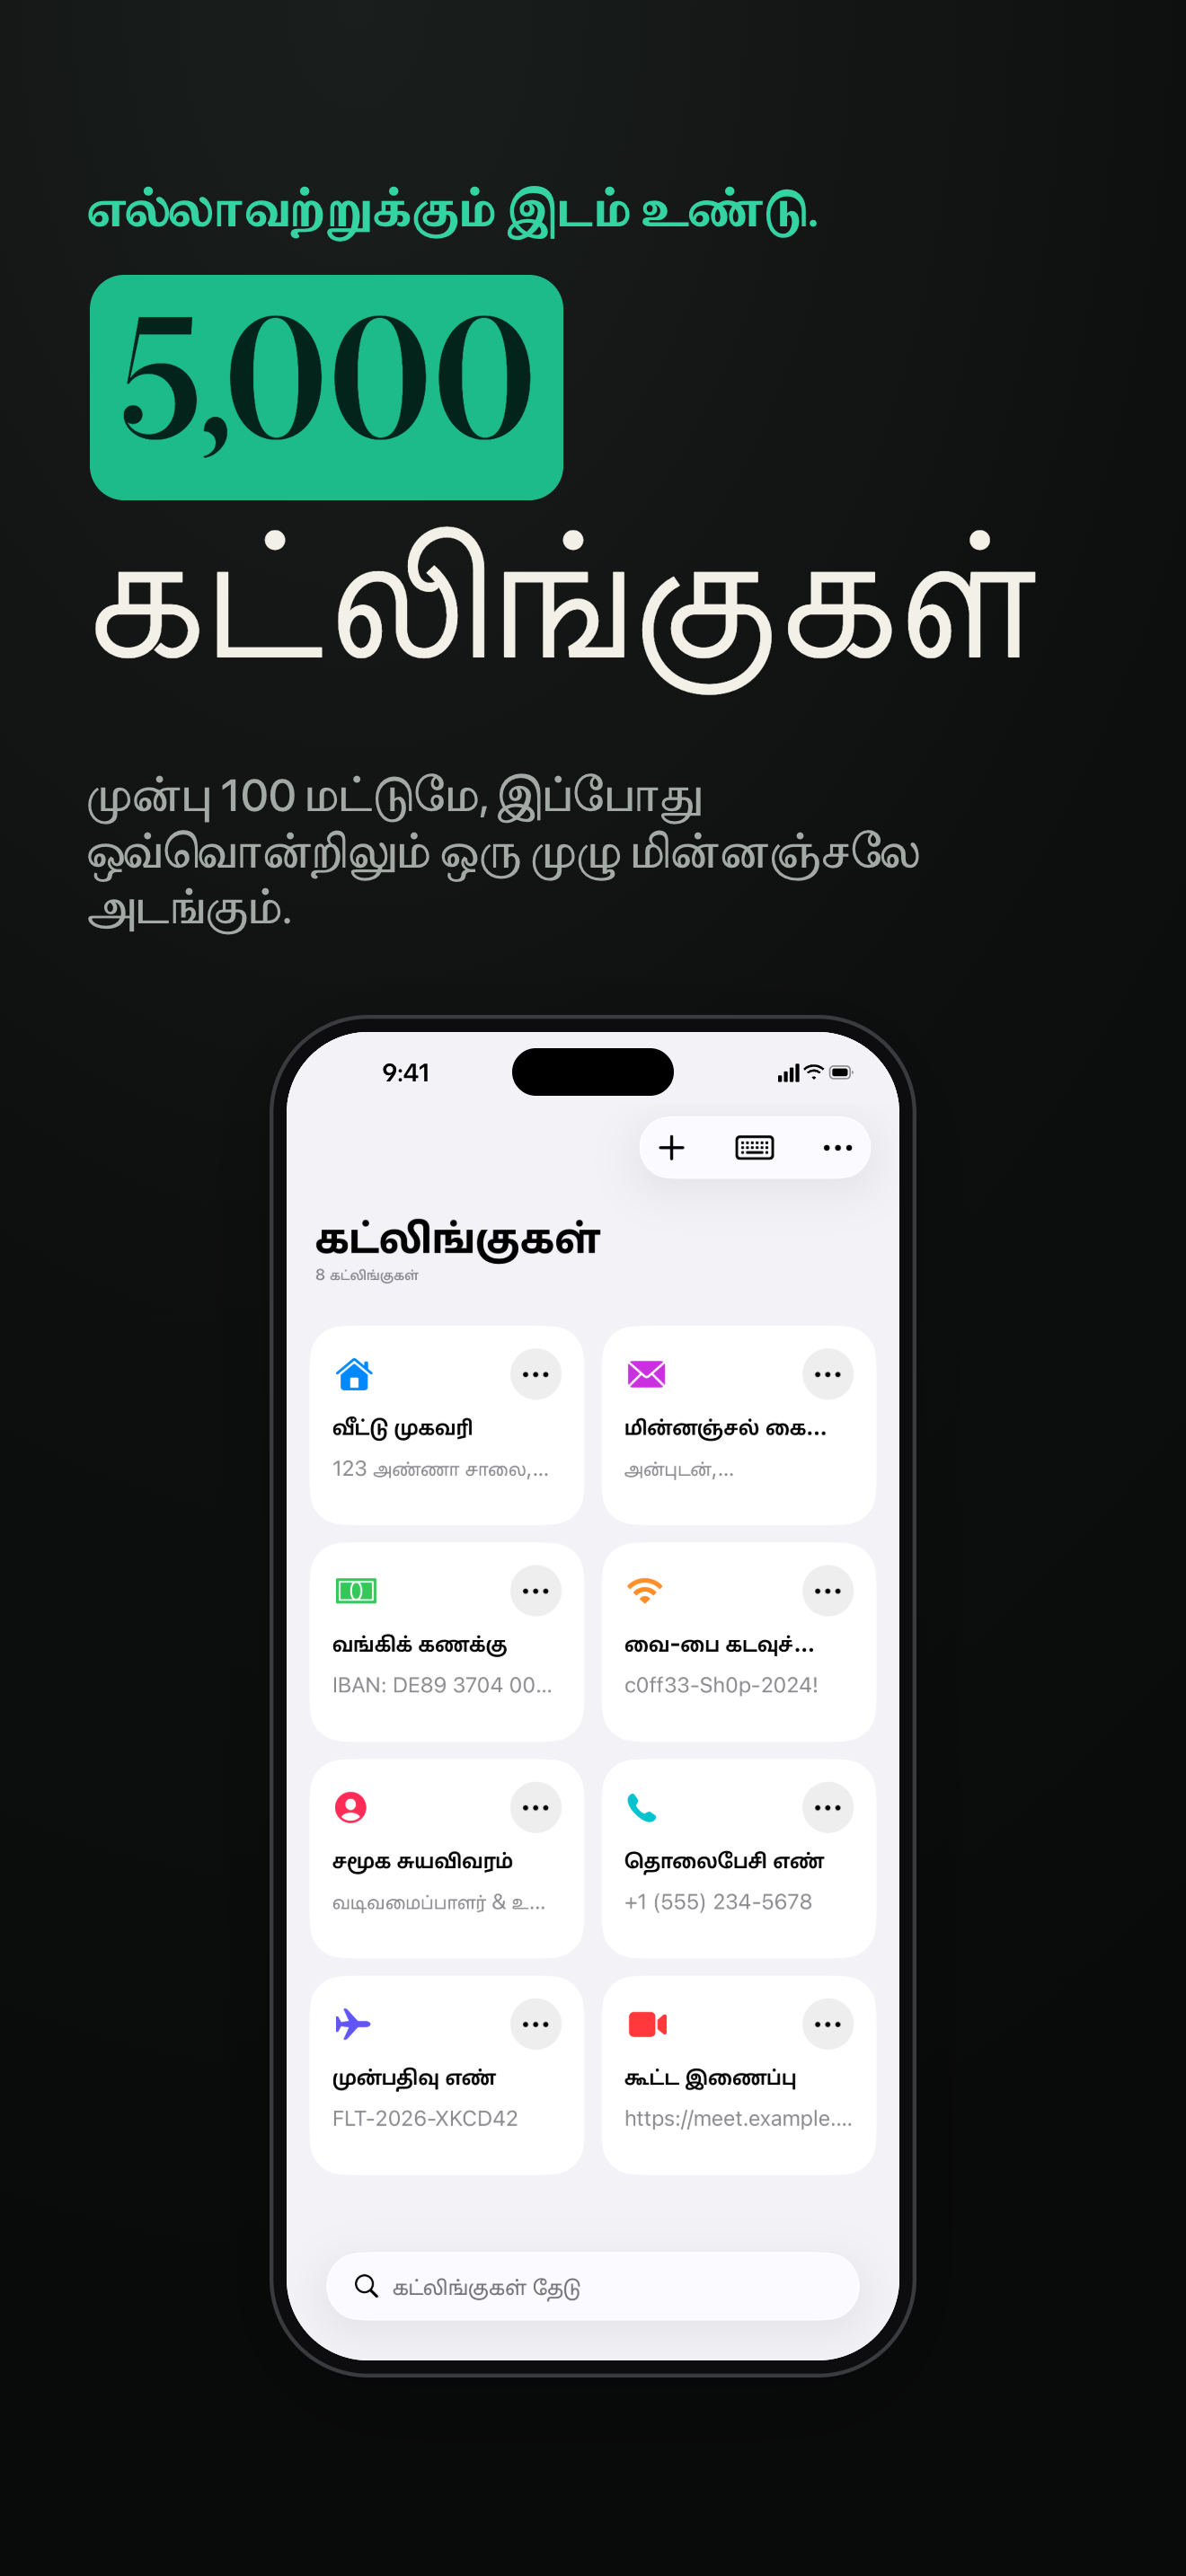 எல்லாவற்றுக்கும் இடம் உண்டு.
5,000
கட்லிங்குகள்
முன்பு 100 மட்டுமே, இப்போது
ஒவ்வொன்றிலும் ஒரு முழு மின்னஞ்சலே
அடங்கும்.
9:41
கட்லிங்குகள்
8 கட்லிங்குகள்
வீட்டு முகவரி
123 அண்ணா சாலை,...
மின்னஞ்சல் கை...
அன்புடன்,...
வங்கிக் கணக்கு
IBAN: DE89 3704 00...
வை-பை கடவுச்...
c0ff33-Sh0p-2024!
சமூக சுயவிவரம்
வடிவமைப்பாளர் & உ...
தொலைபேசி எண்
+1 (555) 234-5678
முன்பதிவு எண்
FLT-2026-XKCD42
கூட்ட இணைப்பு
https://meet.example....
கட்லிங்குகள் தேடு